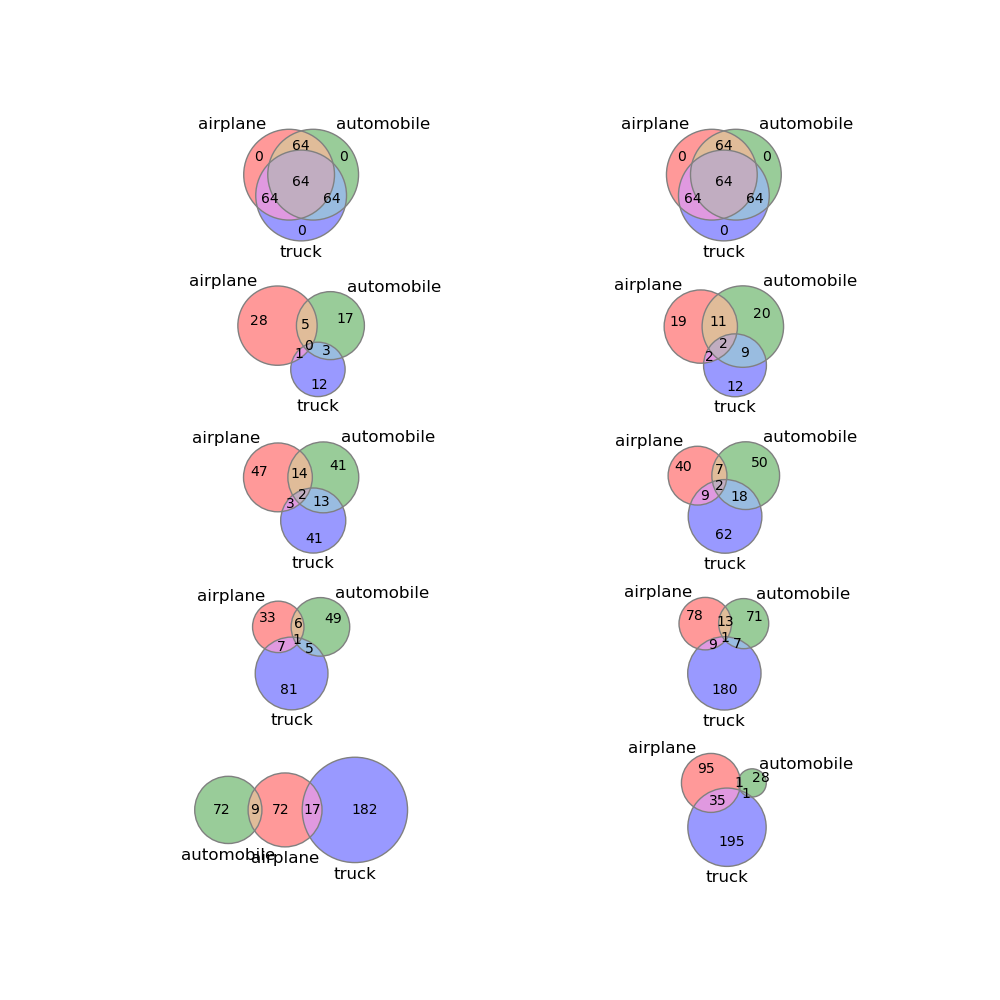 airplane automobile airplane automobile
64 64
0 0 0 0
64 64
64 64 64 64
0 0
truck truck
airplane automobile airplane automobile
28 5 17 19 11 20
1 0 3 2 2 9
12 12
truck truck
airplane automobile airplane automobile
47 14 41 40 7 50
3 2 13 9 2 18
41 62
truck truck
airplane automobile airplane automobile
33 6 49 78 13 71
7 1 5 9 1 7
81 180
truck truck
airplane automobile
95 1 28
72 9 72 17 182 35 1
automobile airplane 195
truck truck